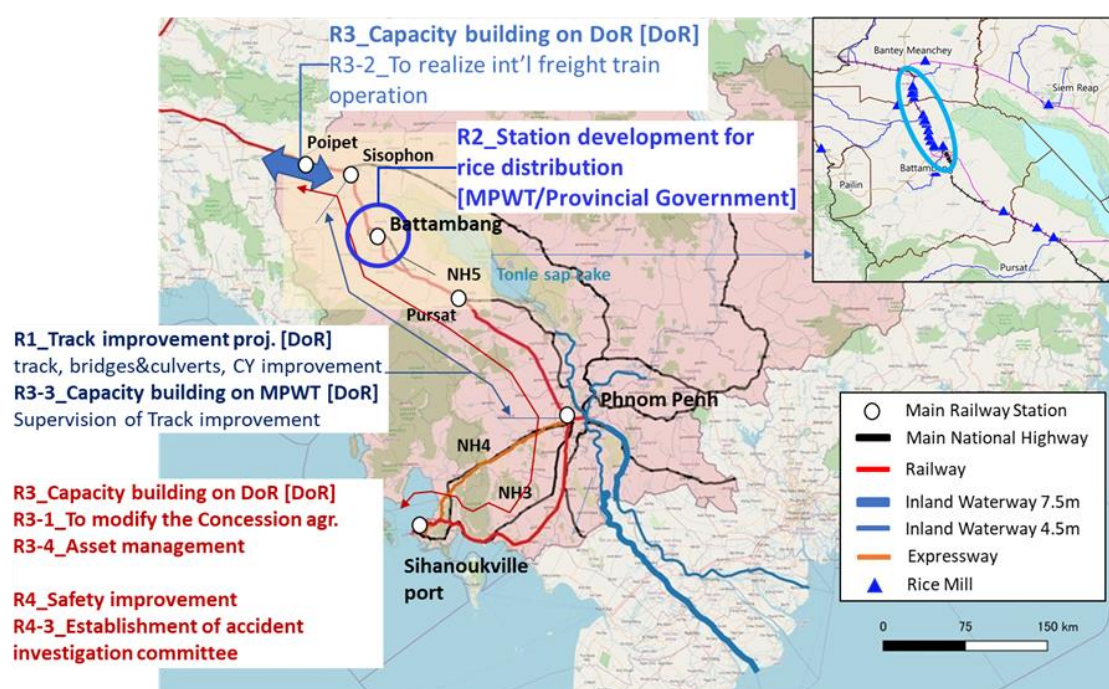 R3_Capacity building on DoR [DoR]
R3-2_To realize int'l freight train
operation
R2_Station development for
rice distribution
[MPWT/Provincial Government]
Bantey Meanchey
Siem Reap
Battambang
Pailin
Pursat
Poipet
Sisophon
Battambang
NH5
Tonle sap Lake
Pursat
R1_Track improvement proj. [DoR]
track, bridges&culverts, CY improvement
R3-3_Capacity building on MPWT [DoR]
Supervision of Track improvement
Phnom Penh
NH4
NH3
Sihanoukville
port
R3_Capacity building on DoR [DoR]
R3-1_To modify the Concession agr.
R3-4_Asset management
R4_Safety improvement
R4-3_Establishment of accident
investigation committee
Main Railway Station
Main National Highway
Railway
Inland Waterway 7.5m
Inland Waterway 4.5m
Expressway
Rice Mill
0 75 150 km